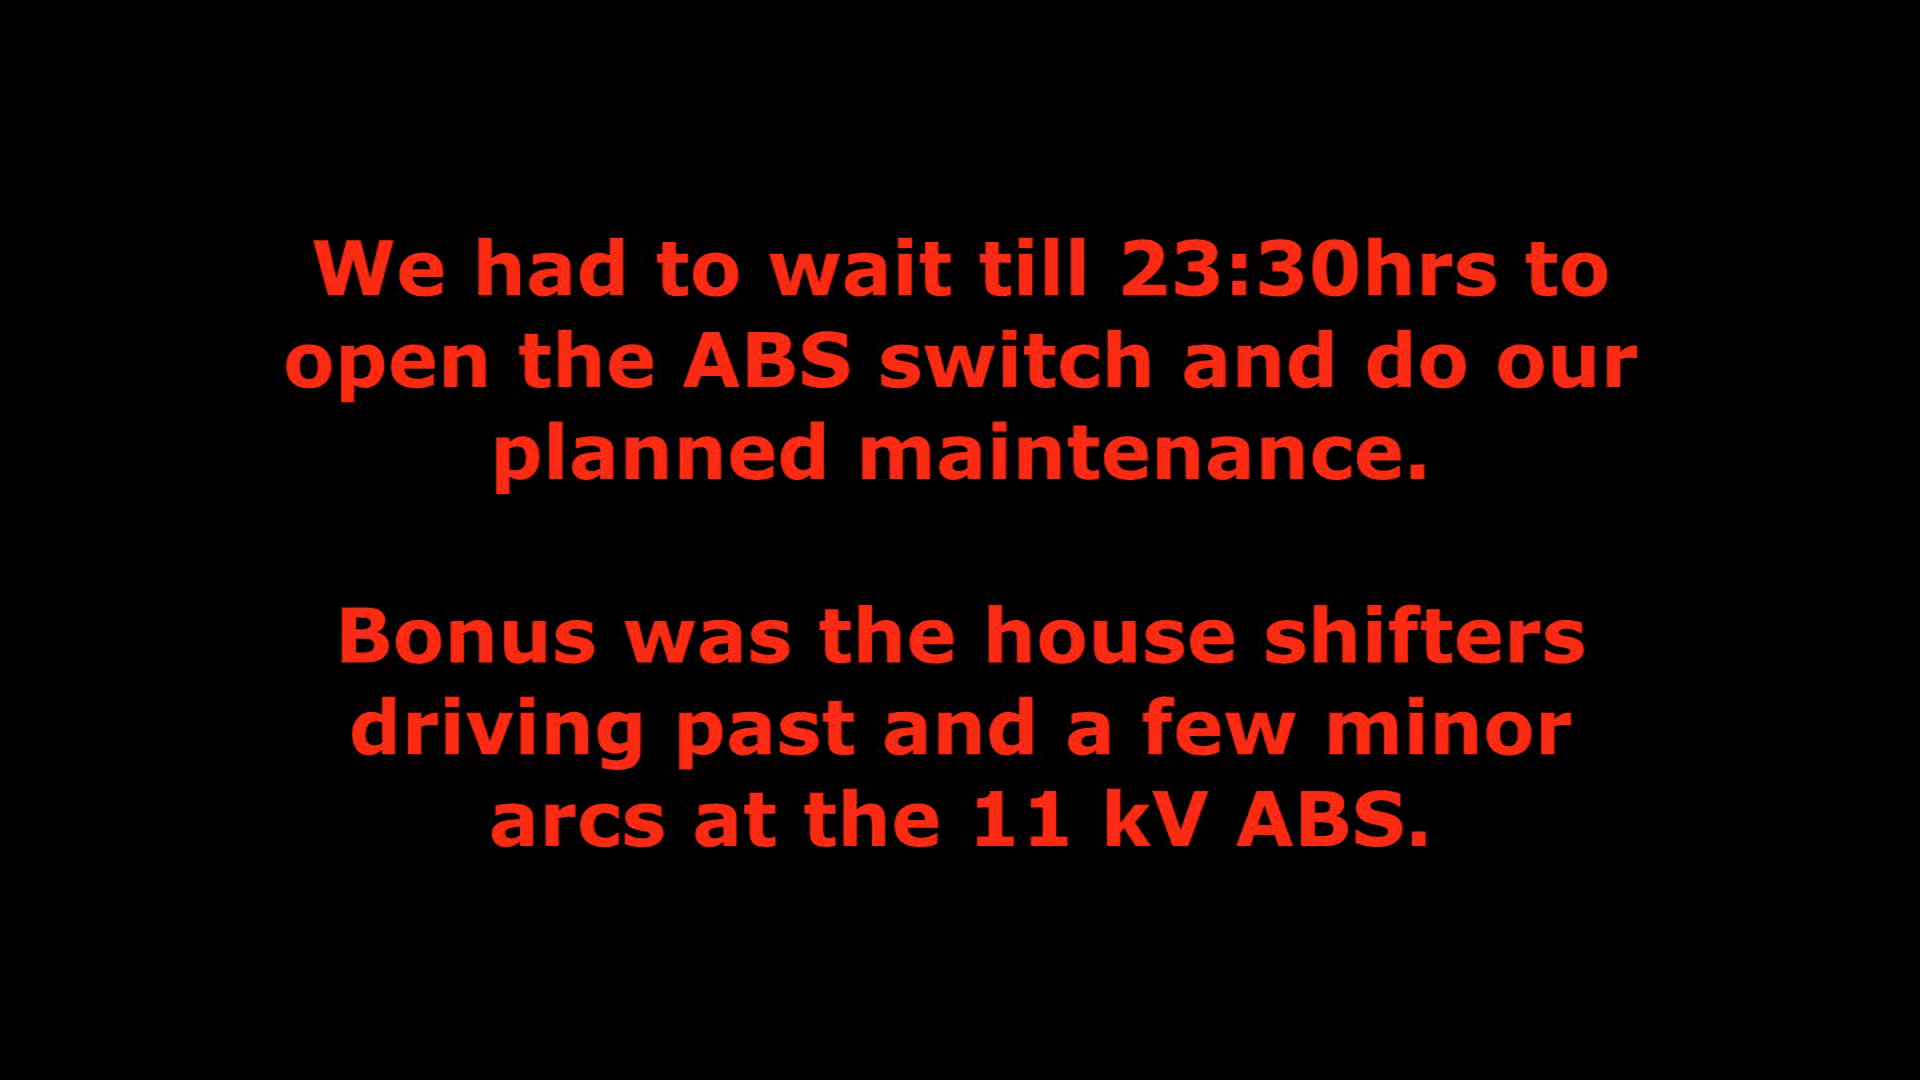 We had to wait till 23:30hrs to
open the ABS switch and do our
planned maintenance.
Bonus was the house shifters
driving past and a few minor
arcs at the 11 kV ABS.